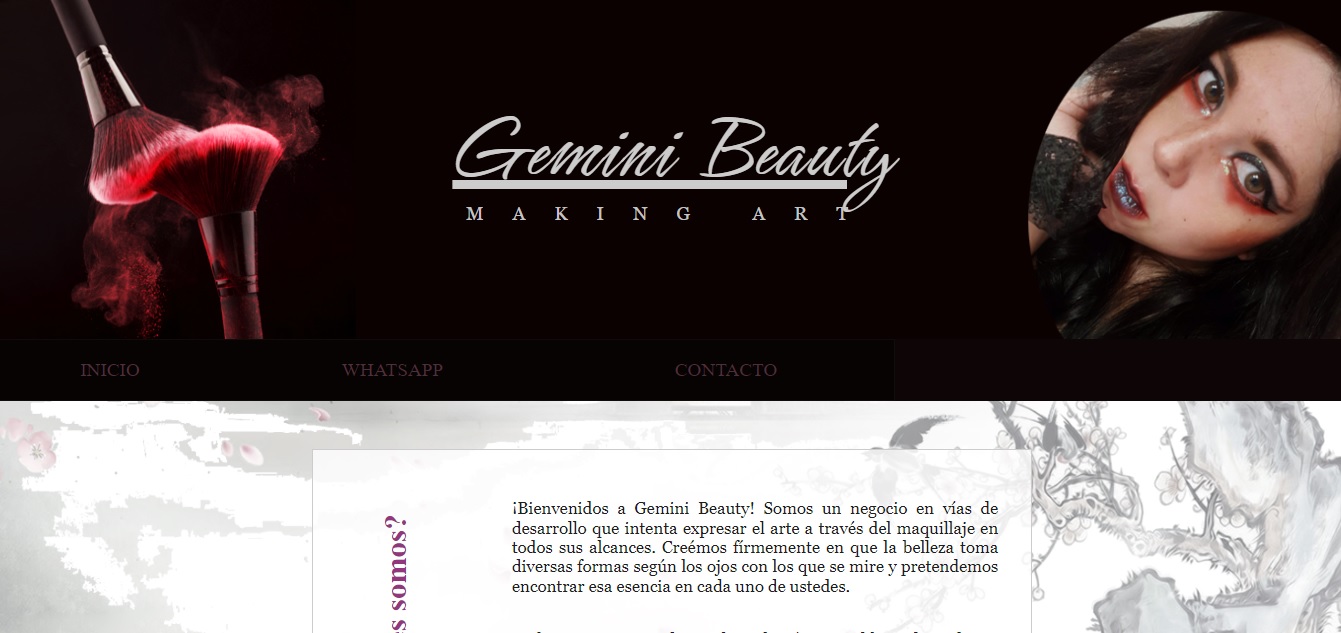 Gemini Beauty
MAKING ART
INICIO WHATSAPP CONTACTO
s somos?
¡Bienvenidos a Gemini Beauty! Somos un negocio en vías de
desarrollo que intenta expresar el arte a través del maquillaje en
todos sus alcances. Creémos fírmemente en que la belleza toma
diversas formas según los ojos con los que se mire y pretendemos
encontrar esa esencia en cada uno de ustedes.